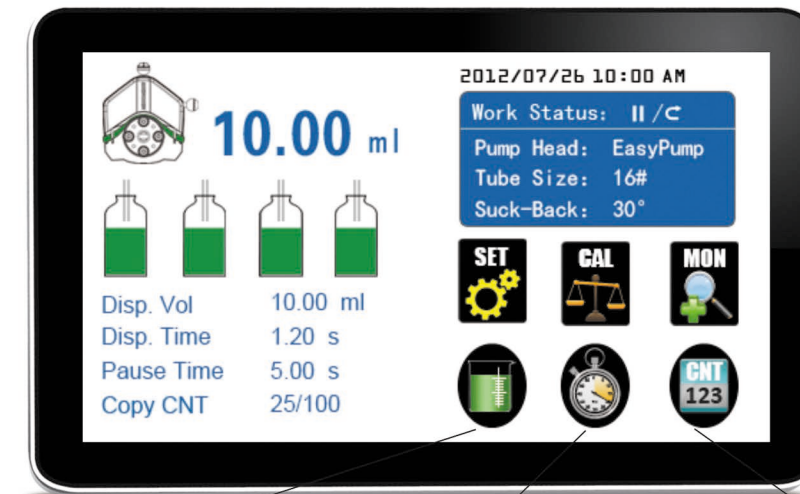 2012/07/26 10:00 AM
10.00 ml
Work Status: /
Pump Head: EasyPump
Tube Size: 16#
Suck-Back: 30°
SET
CAL
MON
Disp. Vol 10.00 ml
Disp. Time 1.20 s
Pause Time 5.00 s
Copy CNT 25/100
CNT
123